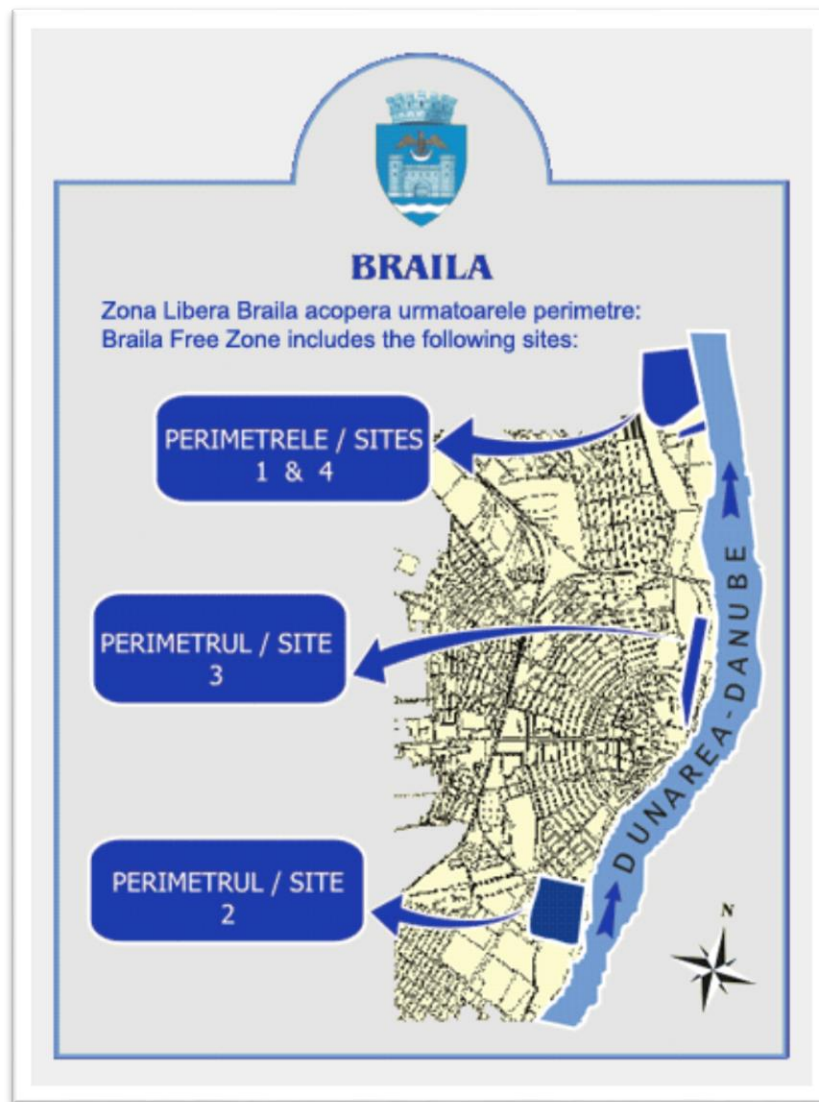 BRAILA
Zona Libera Braila acopera urmatoarele perimetre:
Braila Free Zone includes the following sites:
PERIMETRELE / SITES
1 & 4
PERIMETRUL / SITE
3
PERIMETRUL / SITE
2
DUNAREA-DANUBE
N